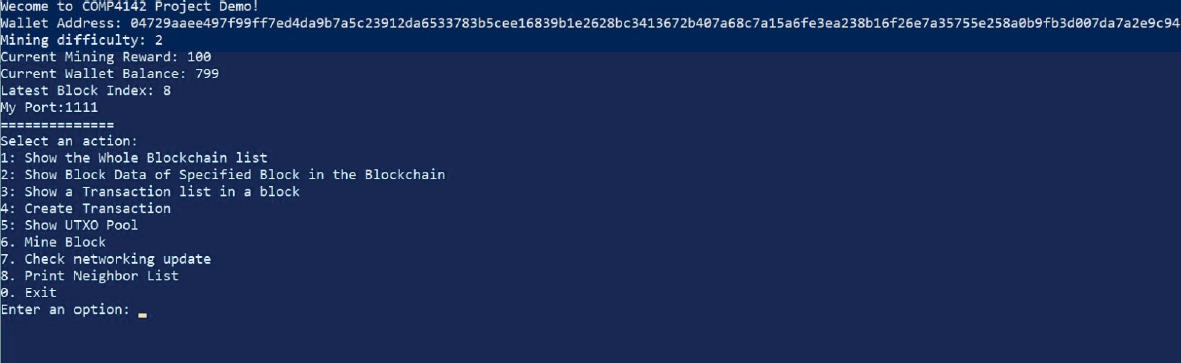 Wecome to COMP4142 Project Demo!
Wallet Address: 04729aaee497f99ff7ed4da9b7a5c23912da6533783b5cee16839b1e2628bc3413672b407a68c7a15a6fe3ea238b16f26e7a35755e258a0b9fb3d007da7a2e9c94
Mining difficulty: 2
Current Mining Reward: 100
Current Wallet Balance: 799
Latest Block Index: 8
My Port:1111
==============
Select an action:
1: Show the Whole Blockchain list
2: Show Block Data of Specified Block in the Blockchain
3: Show a Transaction list in a block
4: Create Transaction
5: Show UTXO Pool
6. Mine Block
7. Check networking update
8. Print Neighbor List
0. Exit
Enter an option: